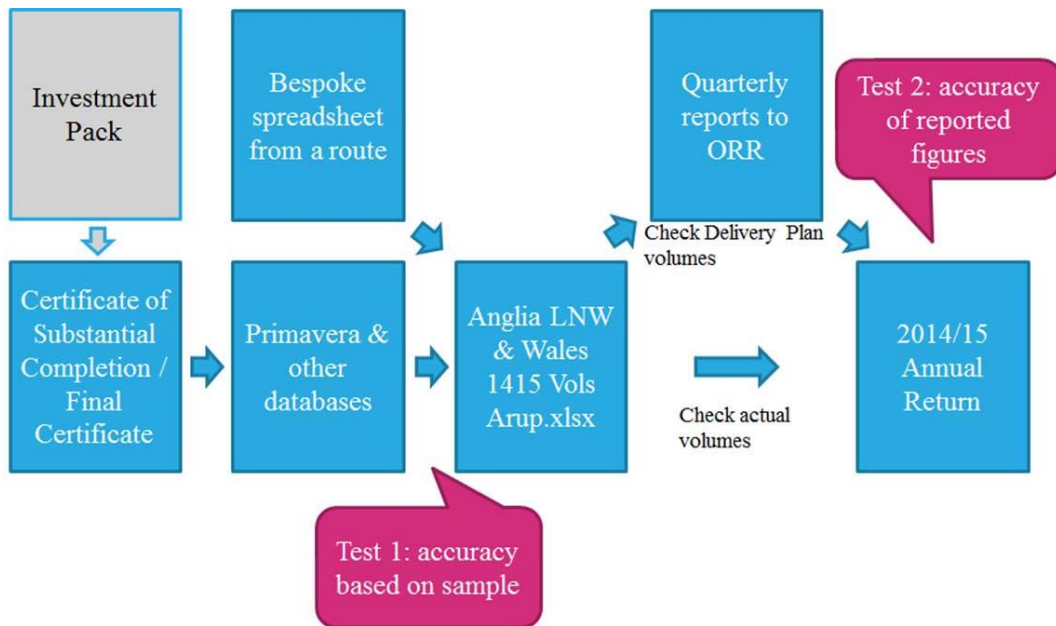 Investment
Pack
Bespoke
spreadsheet
from a route
Quarterly
reports to
ORR
Test 2: accuracy
of reported
figures
Check Delivery Plan
volumes
Certificate of
Substantial
Completion /
Final
Certificate
Primavera &
other
databases
Anglia LNW
& Wales
1415 Vols
Arup.xlsx
Check actual
volumes
2014/15
Annual
Return
Test 1: accuracy
based on sample